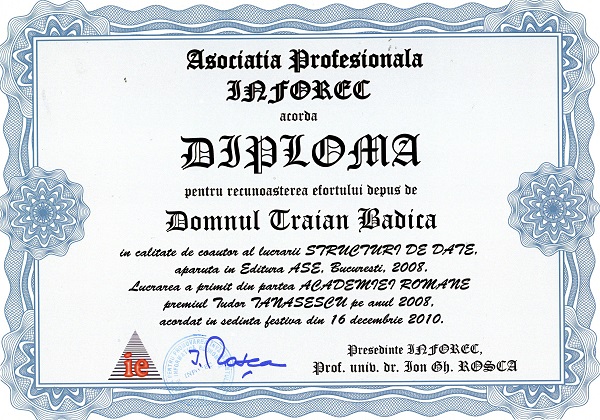 Asociatia Profesionala
INFOREC
acorda
DIPLOMA
pentru recunoasterea efortului depus de
Domnul Traian Badica
in calitate de coautor al lucrarii STRUCTURI DE DATE,
aparuta in Editura ASE, Bucuresti, 2008.
Lucrarea a primit din partea ACADEMIEI ROMANE
premiul Tudor TANASESCU pe anul 2008,
acordat in sedinta festiva din 16 decembrie 2010.
ie
I. Rosca
Presedinte INFOREC,
Prof. univ. dr. Ion Gh. ROSCA